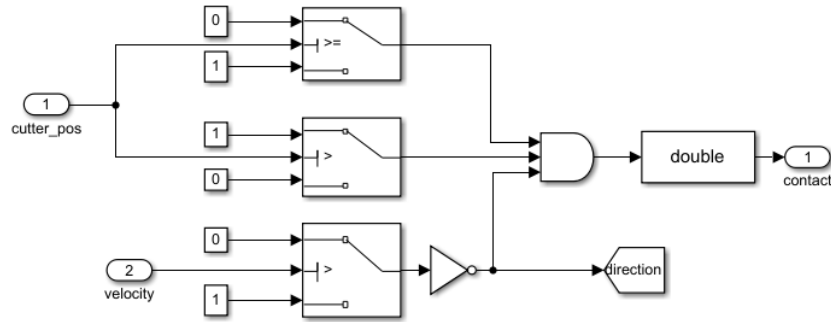 0
>=
1
1
cutter_pos
1
>
0
double
1
contact
0
2
>
velocity
1
direction